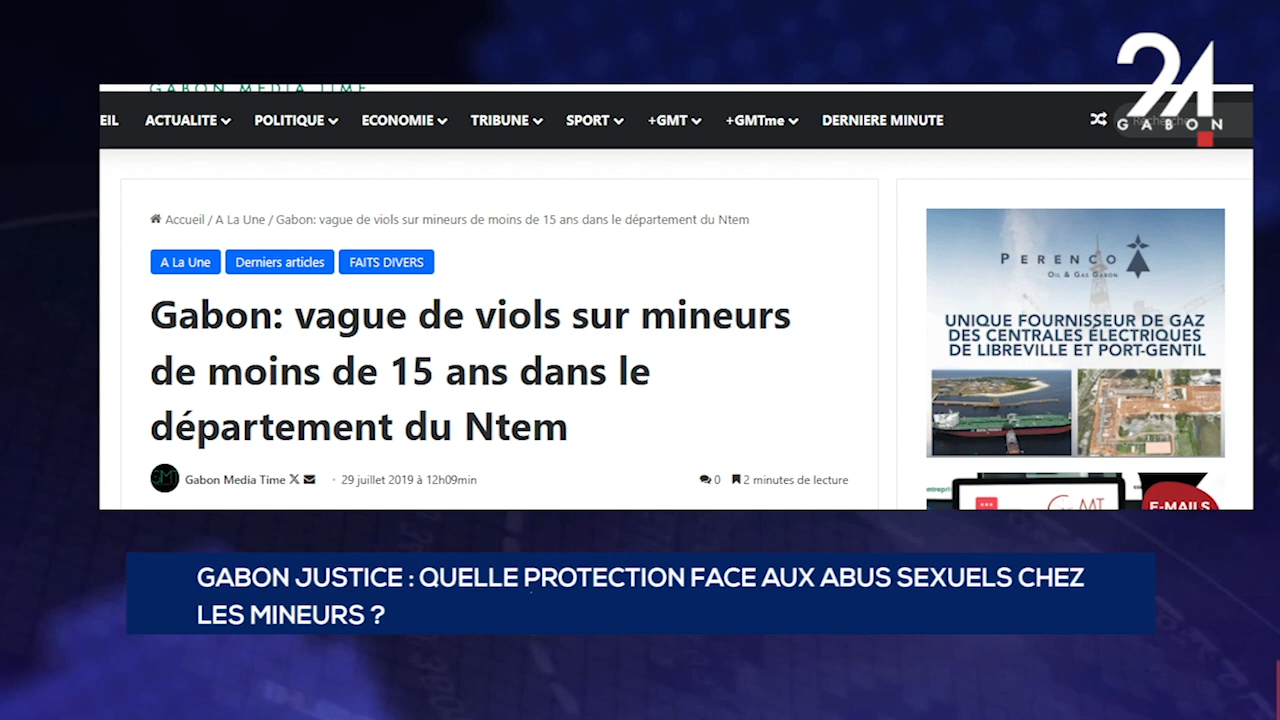 GABON MEDIA TIME
24
GABON
EIL ACTUALITE POLITIQUE ECONOMIE TRIBUNE SPORT +GMT +GMTme DERNIERE MINUTE
Accueil / A La Une / Gabon: vague de viols sur mineurs de moins de 15 ans dans le département du Ntem
A La Une Derniers articles FAITS DIVERS
Gabon: vague de viols sur mineurs
de moins de 15 ans dans le
département du Ntem
GMT Gabon Media Time 29 juillet 2019 à 12h09min 0 2 minutes de lecture
PERENCO
OIL & GAS GABON
UNIQUE FOURNISSEUR DE GAZ
DES CENTRALES ÉLECTRIQUES
DE LIBREVILLE ET PORT-GENTIL
E-MAILS
GABON JUSTICE : QUELLE PROTECTION FACE AUX ABUS SEXUELS CHEZ
LES MINEURS ?